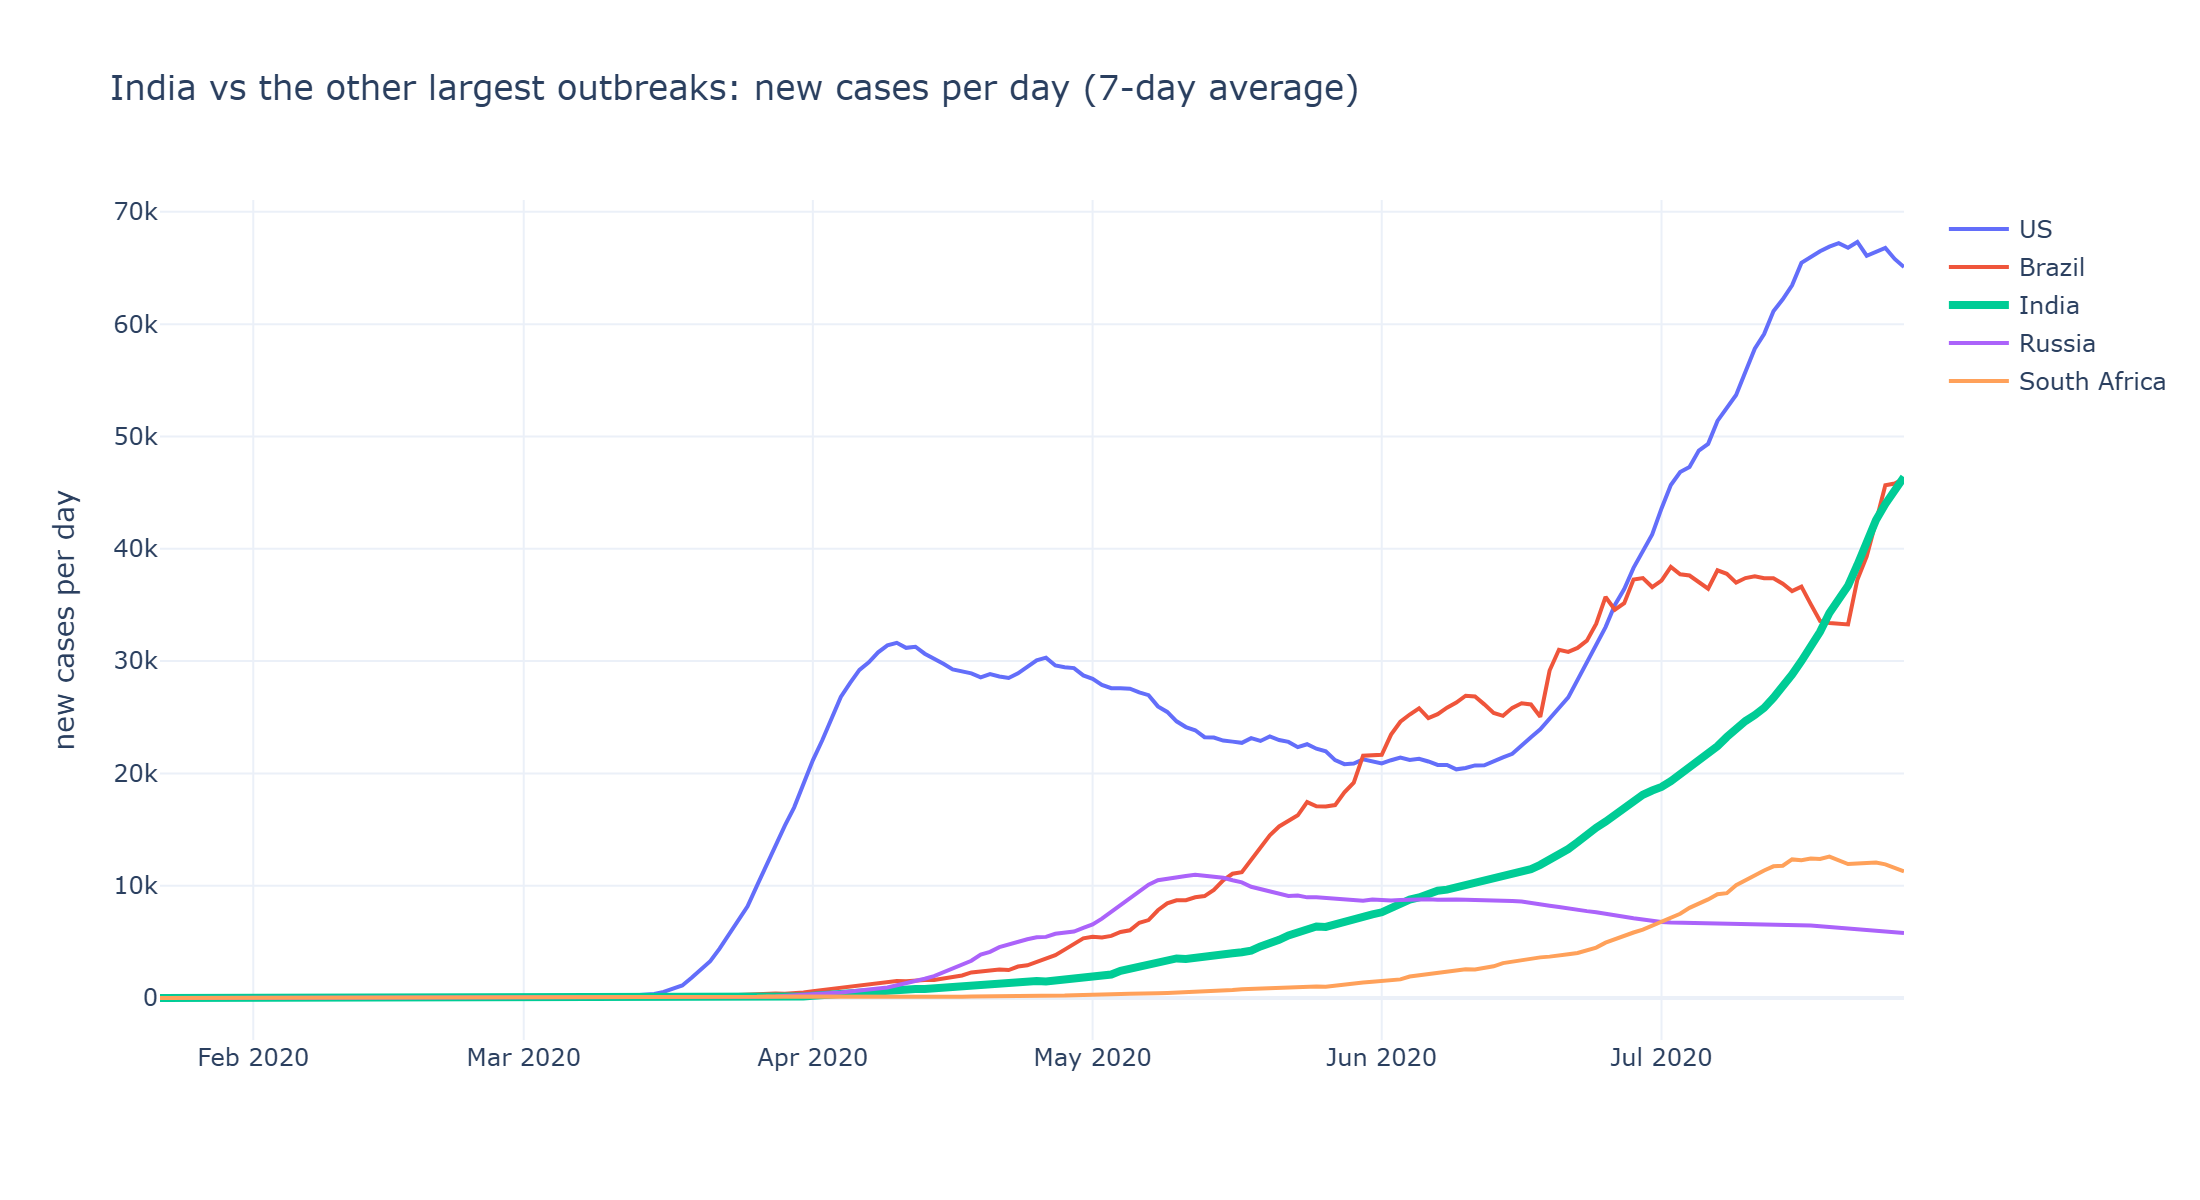 India vs the other largest outbreaks: new cases per day (7-day average)
70k
60k
50k
40k
30k
20k
10k
0
new cases per day
Feb 2020
Mar 2020
Apr 2020
May 2020
Jun 2020
Jul 2020
US
Brazil
India
Russia
South Africa